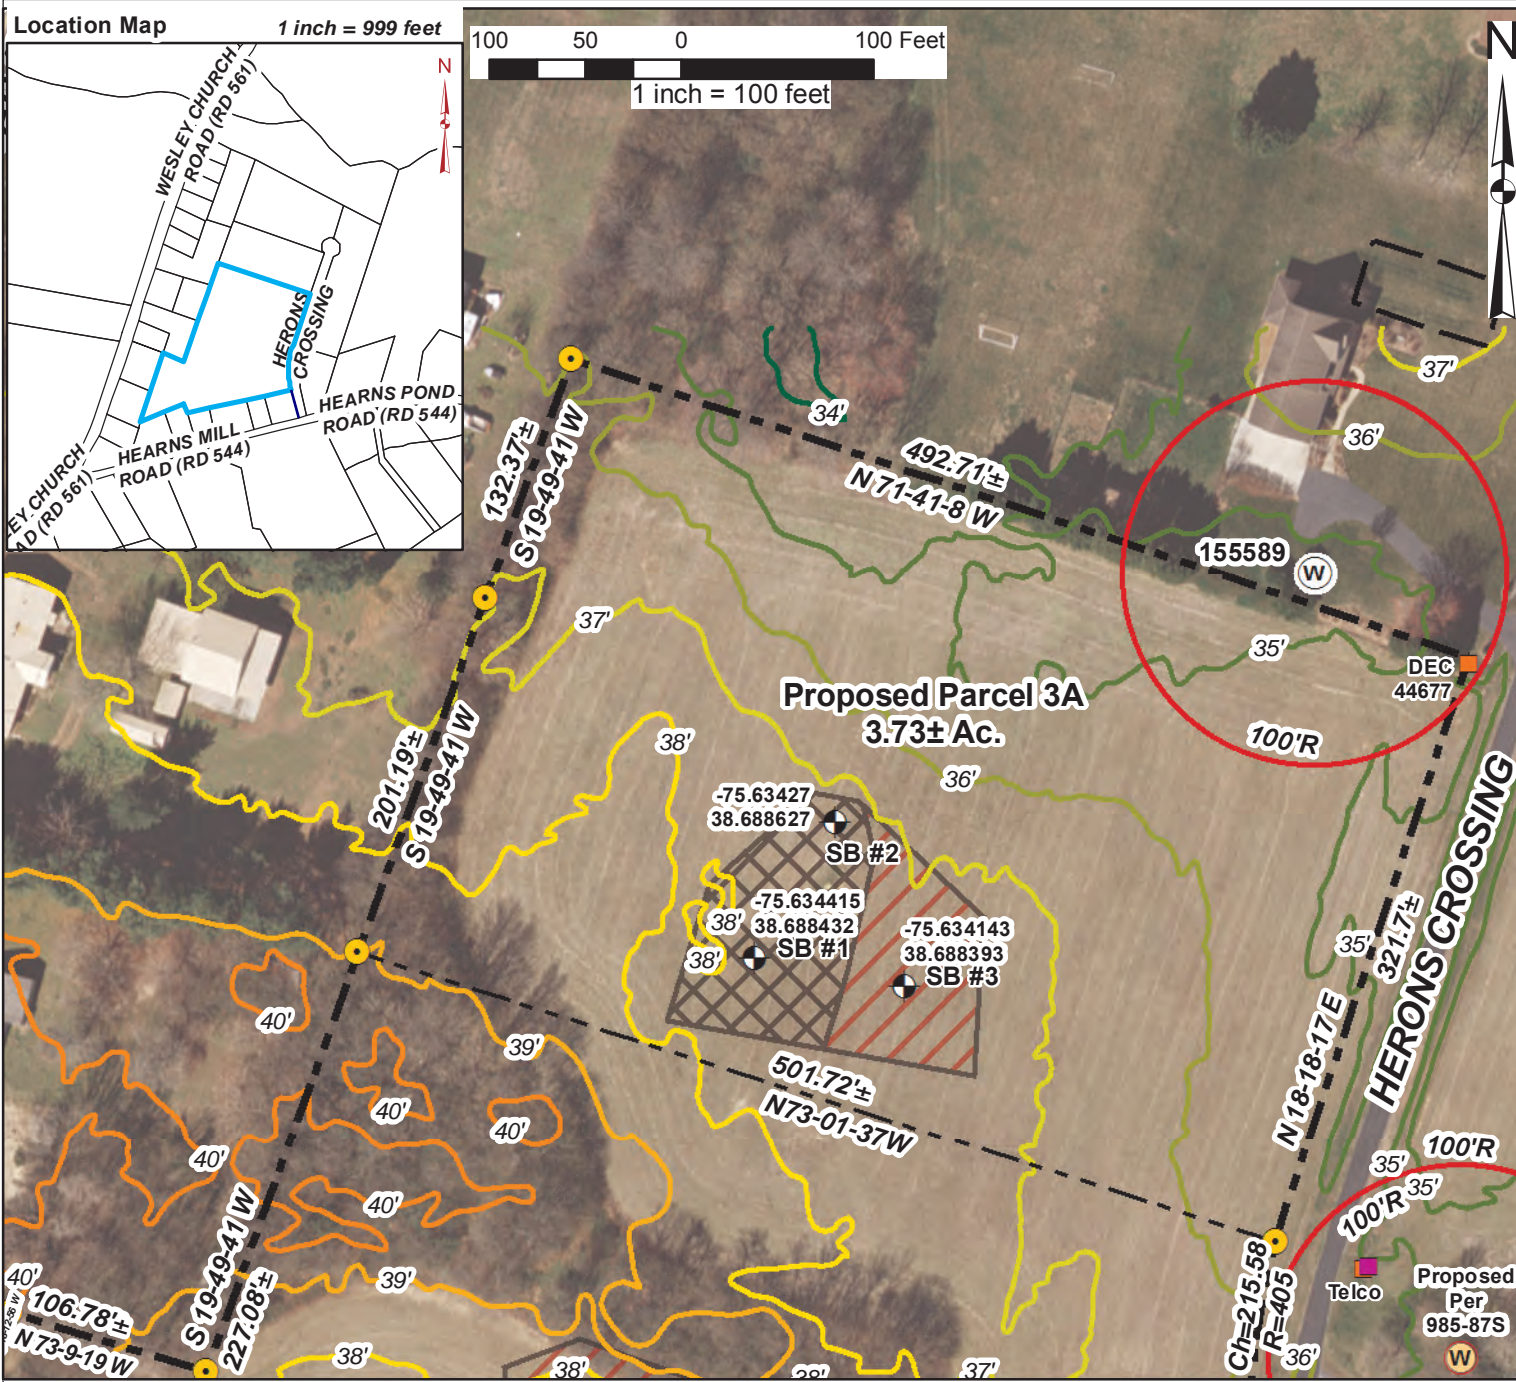 Location Map
1 inch = 999 feet
N
WESLEY CHURCH
ROAD (RD 561)
HERONS
CROSSING
HEARNS POND
ROAD (RD 544)
HEARNS MILL
ROAD (RD 544)
EY CHURCH
AD (RD 561)
100 50 0 100 Feet
1 inch = 100 feet
N
37'
36'
34'
492.71'±
N 71-41-8 W
132.37'±
S 19-49-41 W
155589
W
37'
35'
DEC
44677
Proposed Parcel 3A
3.73± Ac.
100'R
38'
36'
201.19'±
S 19-49-41 W
-75.63427
38.688627
SB #2
-75.634415
38.688432
SB #1
38'
38'
-75.634143
38.688393
SB #3
35'
321.7'±
N 18-18-17 E
HERONS CROSSING
40'
39'
501.72'±
N73-01-37W
40'
40'
40'
40'
100'R
35'
35'
100'R
S 19-49-41 W
227.08'±
39'
40'
106.78'±
N 73-9-19 W
Ch=215.58
R=405
Telco
Proposed
Per
985-87S
W
36'
38'
38'
38'
37'